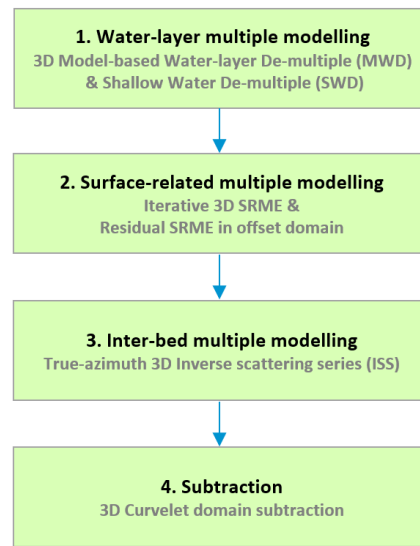 1. Water-layer multiple modelling
3D Model-based Water-layer De-multiple (MWD)
& Shallow Water De-multiple (SWD)
2. Surface-related multiple modelling
Iterative 3D SRME &
Residual SRME in offset domain
3. Inter-bed multiple modelling
True-azimuth 3D Inverse scattering series (ISS)
4. Subtraction
3D Curvelet domain subtraction